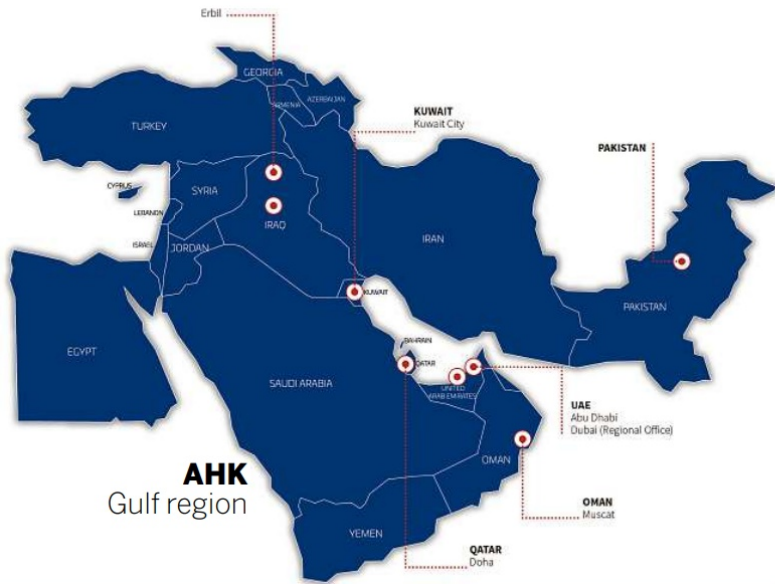 Erbil
GEORGIA
ARMENIA
AZERBAIJAN
TURKEY
KUWAIT
Kuwait City
PAKISTAN
CYPRUS
SYRIA
LEBANON
IRAQ
IRAN
ISRAEL
JORDAN
KUWAIT
PAKISTAN
EGYPT
BAHRAIN
QATAR
SAUDI ARABIA
UNITED
ARAB EMIRATES
UAE
Abu Dhabi
Dubai (Regional Office)
OMAN
AHK
Gulf region
OMAN
Muscat
YEMEN
QATAR
Doha